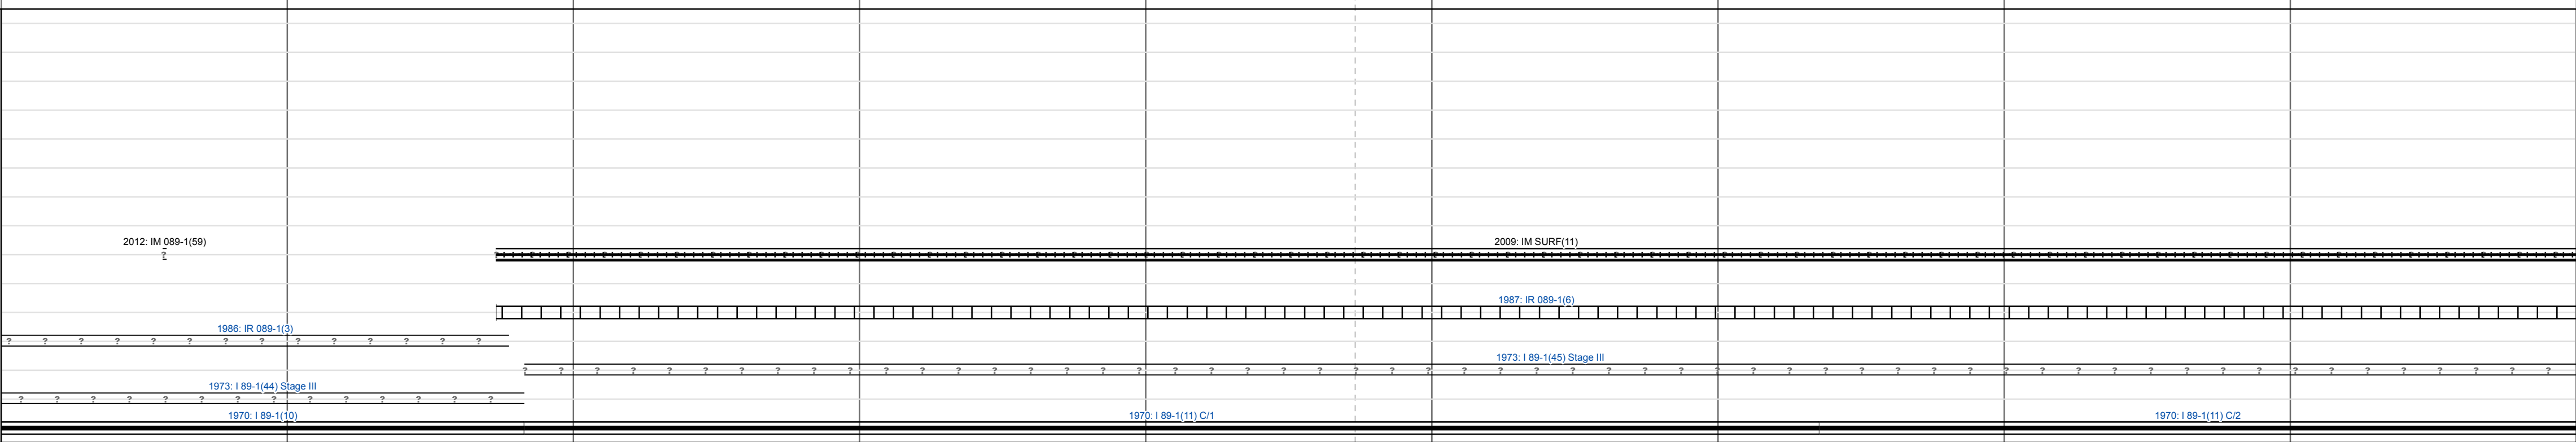 2012: IM 089-1(59)
2009: IM SURF(11)
1987: IR 089-1(6)
1986: IR 089-1(3)
1973: I 89-1(45) Stage III
1973: I 89-1(44) Stage III
1970: I 89-1(10)
1970: I 89-1(11) C/1
1970: I 89-1(11) C/2